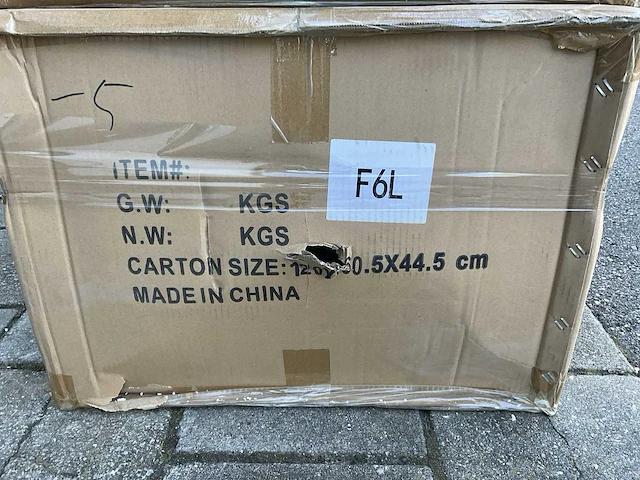 -5
F6L
ITEM#:
G.W: KGS
N.W: KGS
CARTON SIZE: 0.5X44.5 cm
MADE IN CHINA